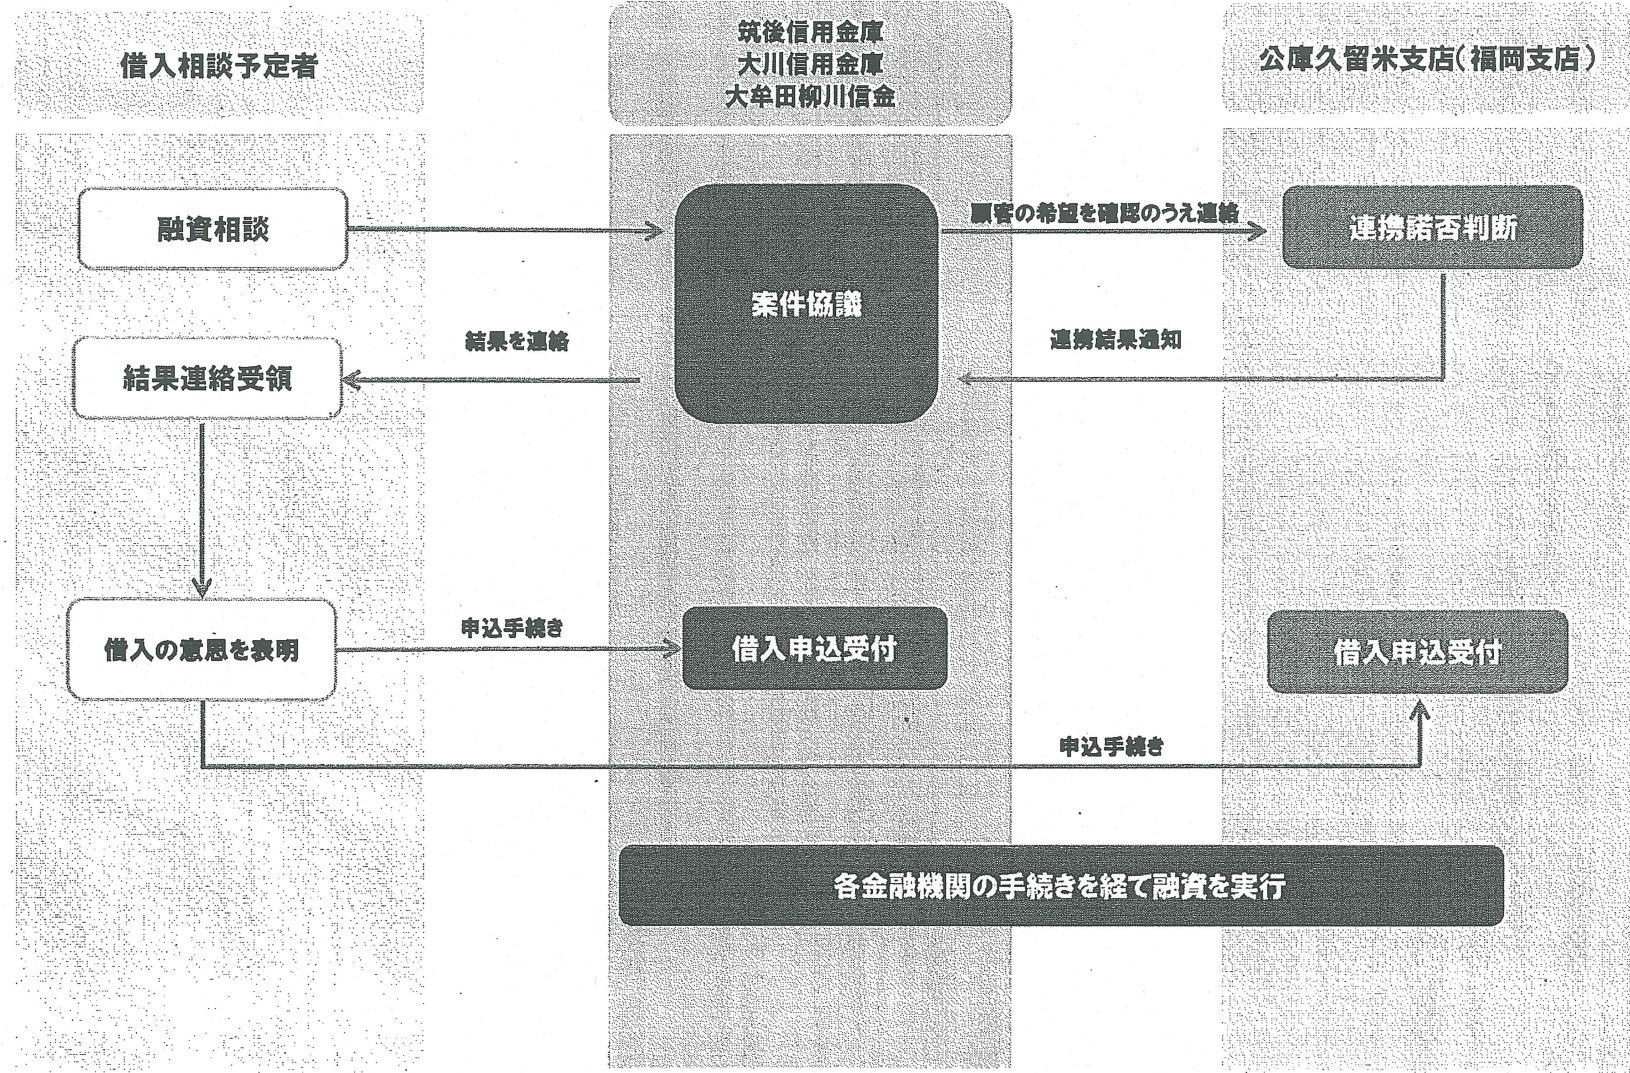 借入相談予定者
筑後信用金庫
大川信用金庫
大牟田柳川信金
公庫久留米支店(福岡支店)
融資相談
顧客の希望を確認のうえ連絡
連携諾否判断
案件協議
結果を連絡
連携結果通知
結果連絡受領
借入の意思を表明
申込手続き
借入申込受付
借入申込受付
申込手続き
各金融機関の手続きを経て融資を実行